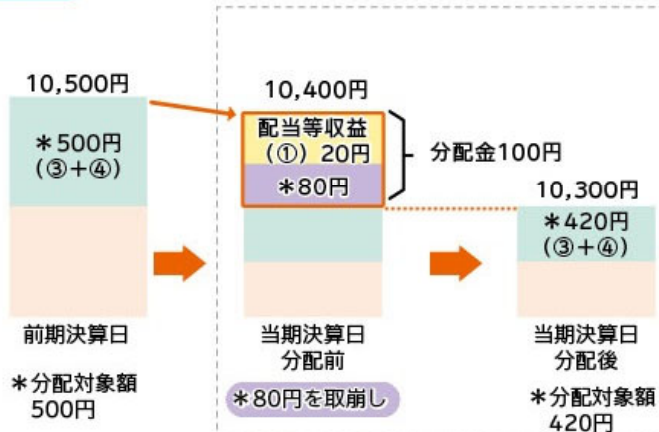 10,500円
＊500円
(③+④)
前期決算日
＊分配対象額
500円
10,400円
配当等収益
(①) 20円
＊80円
分配金100円
当期決算日
分配前
＊80円を取崩し
10,300円
＊420円
(③+④)
当期決算日
分配後
＊分配対象額
420円